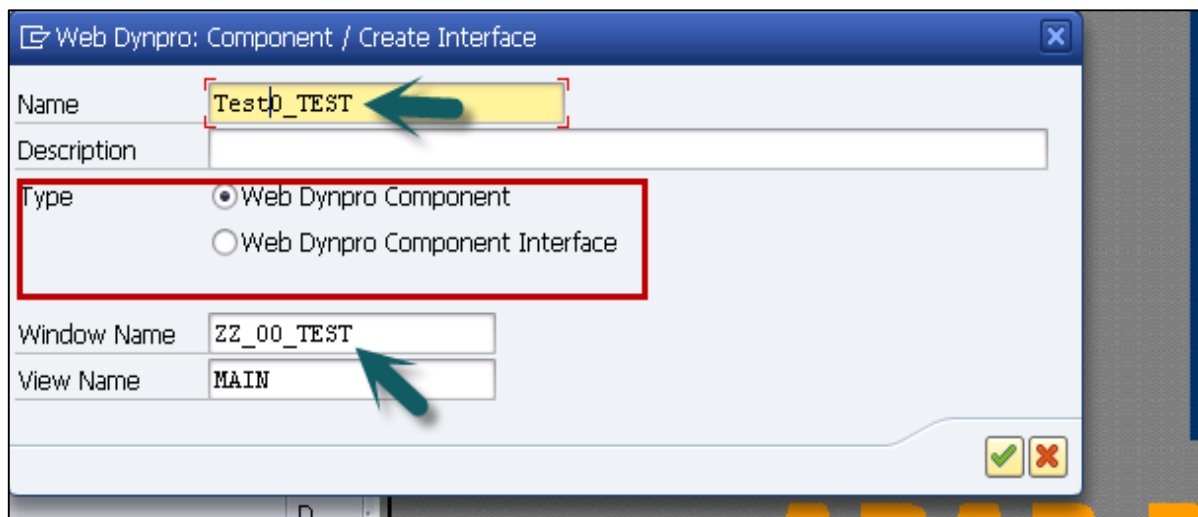 Web Dynpro: Component / Create Interface
Name Test0_TEST
Description
Type Web Dynpro Component
Web Dynpro Component Interface
Window Name ZZ_00_TEST
View Name MAIN